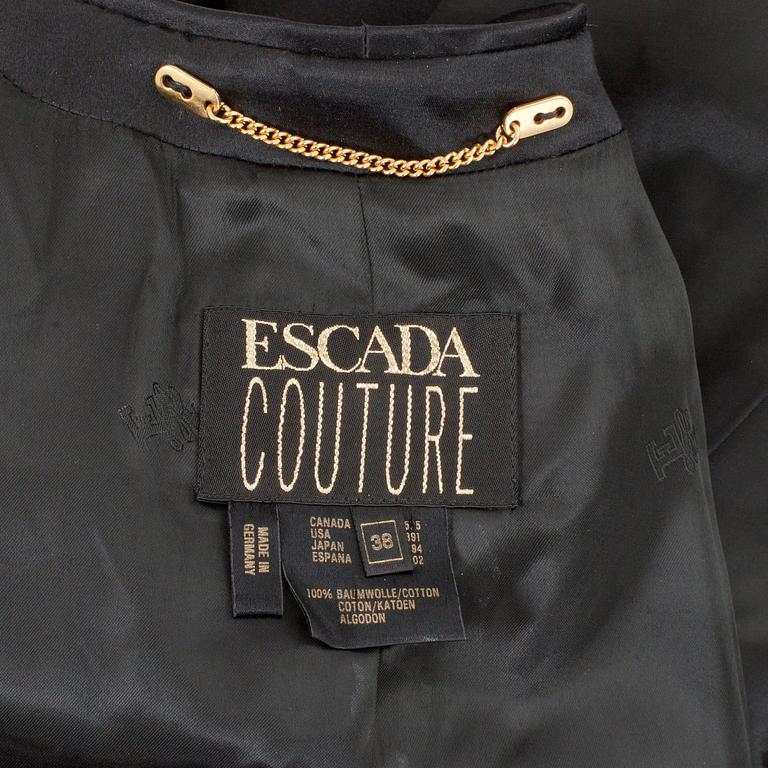 ESCADA
COUTURE
MADE IN
GERMANY
CANADA
USA
JAPAN
ESPANA
38
100% BAUMWOLLE/COTTON
COTON/KATOEN
ALGODON